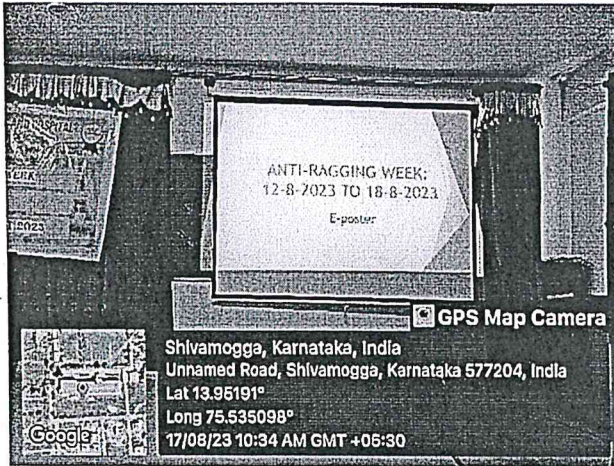 ANTI-RAGGING WEEK:
12-8-2023 TO 18-8-2023
E-poster
2023
GPS Map Camera
Shivamogga, Karnataka, India
Unnamed Road, Shivamogga, Karnataka 577204, India
Lat 13.95191°
Long 75.535098°
17/08/23 10:34 AM GMT +05:30
Google